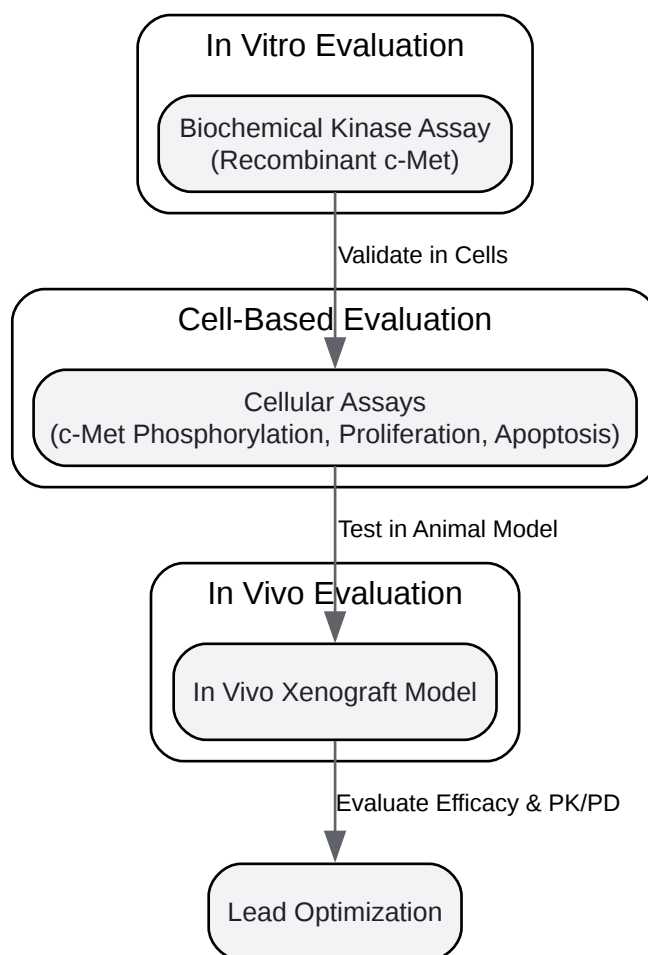 In Vitro Evaluation
Biochemical Kinase Assay
(Recombinant c-Met)
Validate in Cells
Cell-Based Evaluation
Cellular Assays
(c-Met Phosphorylation, Proliferation, Apoptosis)
Test in Animal Model
In Vivo Evaluation
In Vivo Xenograft Model
Evaluate Efficacy & PK/PD
Lead Optimization